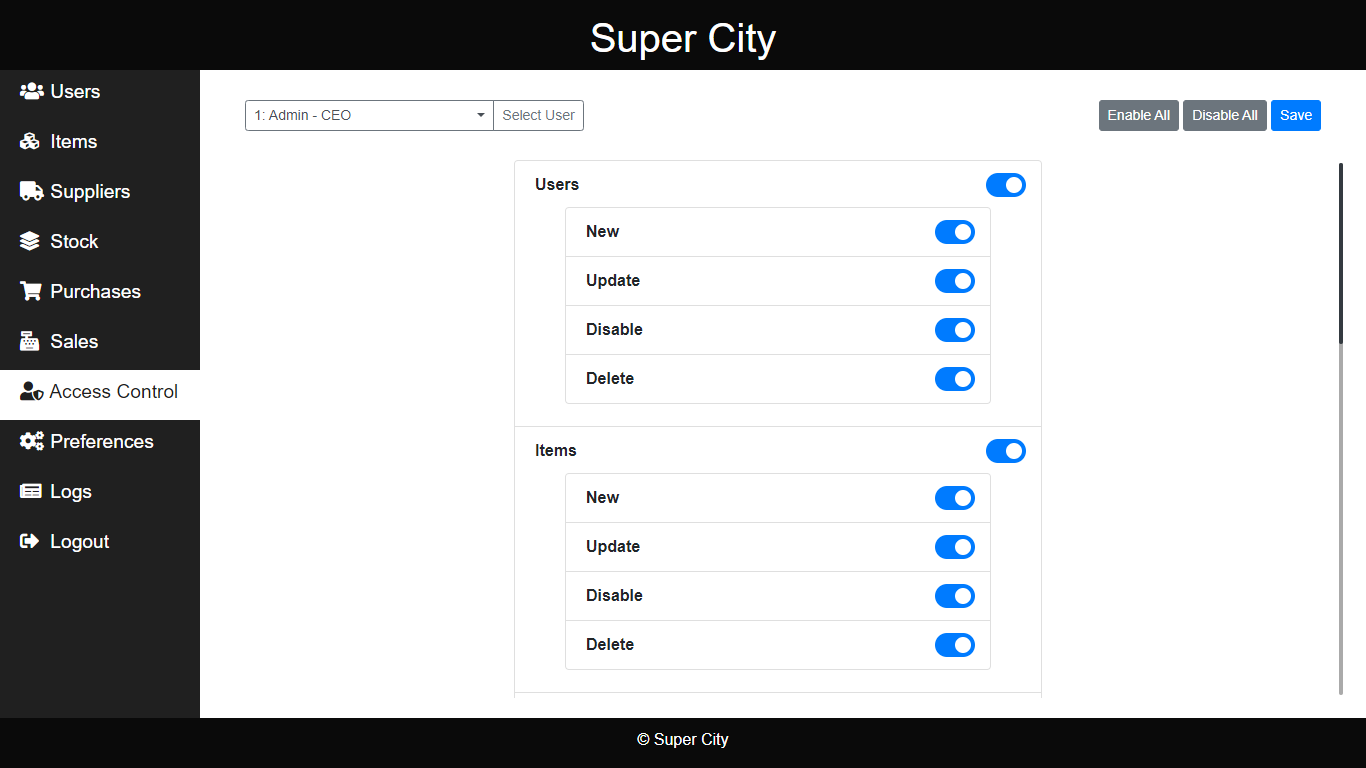 Super City
Users
Items
Suppliers
Stock
Purchases
Sales
Access Control
Preferences
Logs
Logout
1: Admin - CEO
Select User
Enable All
Disable All
Save
Users
New
Update
Disable
Delete
Items
New
Update
Disable
Delete
© Super City